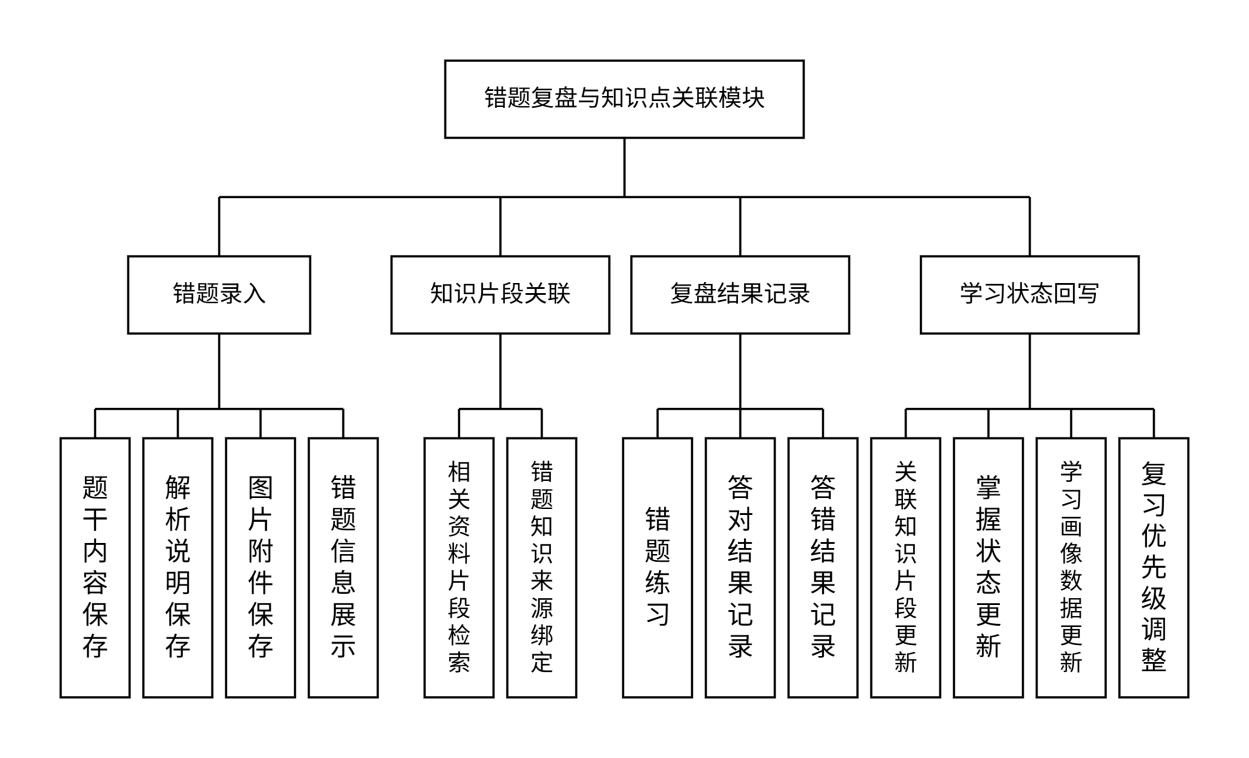 错题复盘与知识点关联模块
错题录入
知识片段关联
复盘结果记录
学习状态回写
题干内容保存
解析说明保存
图片附件保存
错题信息展示
相关资料片段检索
错题知识来源绑定
错题练习
答对结果记录
答错结果记录
关联知识片段更新
掌握状态更新
学习画像数据更新
复习优先级调整